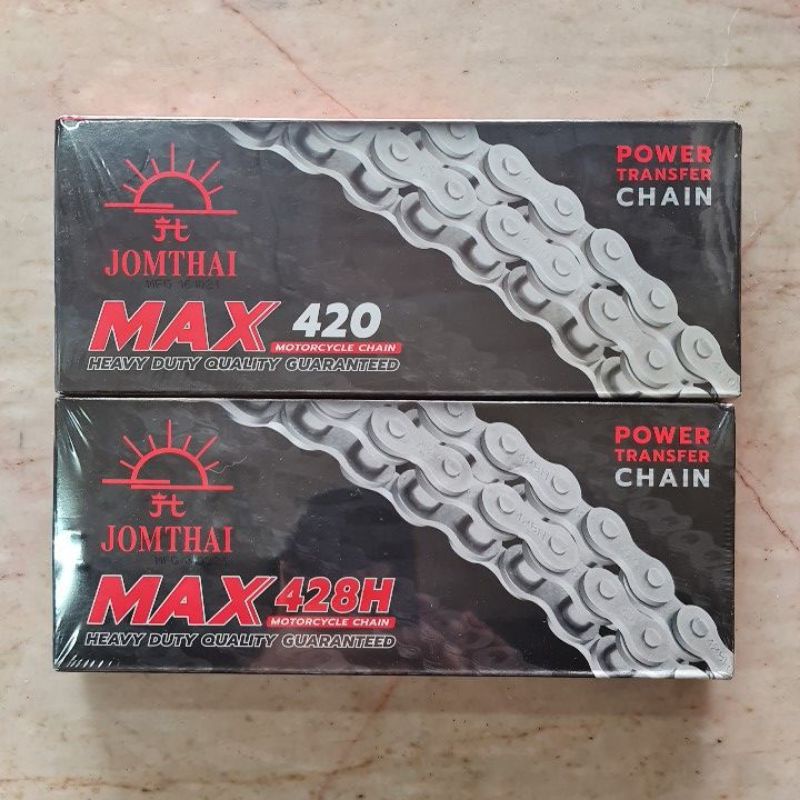 JOMTHAI
MAX 420
MOTORCYCLE CHAIN
HEAVY DUTY QUALITY GUARANTEED
POWER
TRANSFER
CHAIN
JOMTHAI
MAX 428H
MOTORCYCLE CHAIN
HEAVY DUTY QUALITY GUARANTEED
POWER
TRANSFER
CHAIN